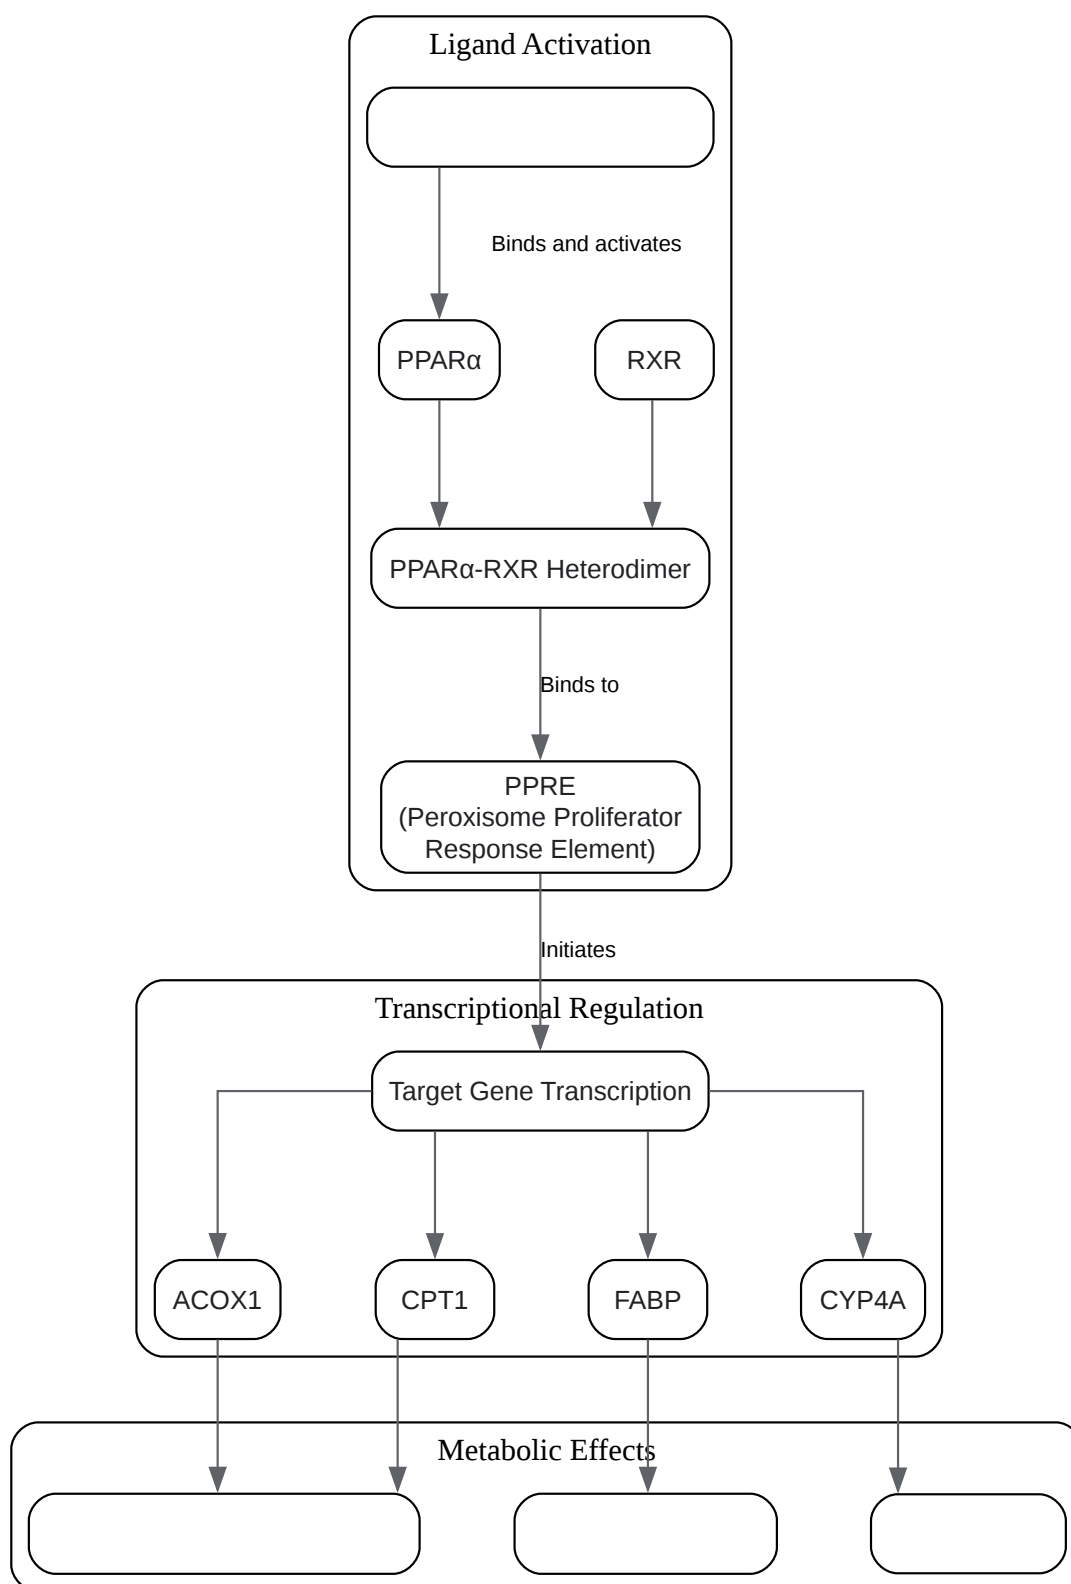 Ligand Activation
Binds and activates
PPARα
RXR
PPARα-RXR Heterodimer
Binds to
PPRE
(Peroxisome Proliferator
Response Element)
Initiates
Transcriptional Regulation
Target Gene Transcription
ACOX1
CPT1
FABP
CYP4A
Metabolic Effects